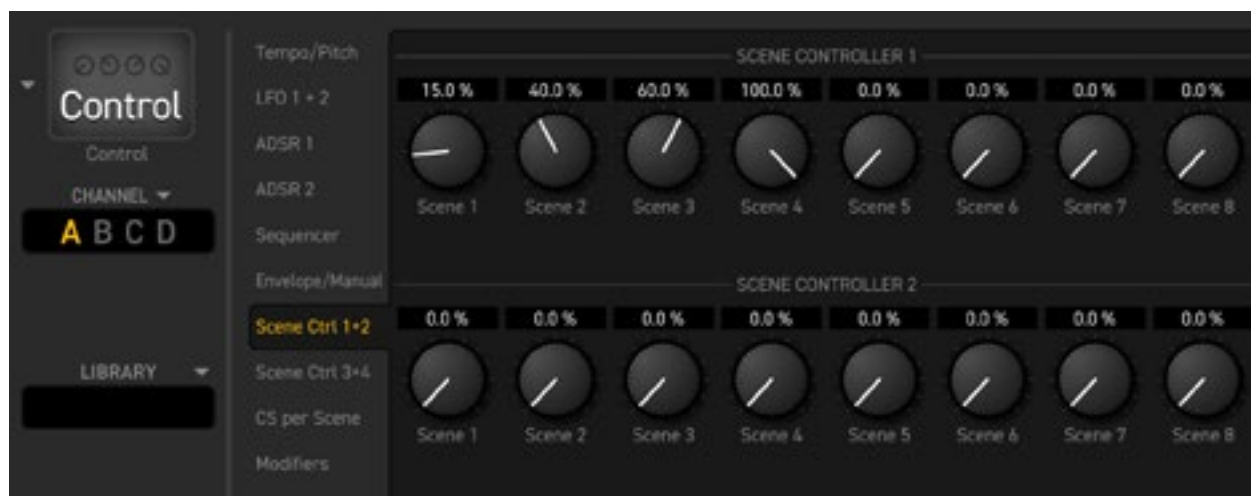 Control
Control
CHANNEL
A B C D
LIBRARY
Tempo/Pitch
LFO 1 + 2
ADSR 1
ADSR 2
Sequencer
Envelope/Manual
Scene Ctrl 1+2
Scene Ctrl 3+4
CS per Scene
Modifiers
SCENE CONTROLLER 1
15.0 % 40.0 % 60.0 % 100.0 % 0.0 % 0.0 % 0.0 % 0.0 %
Scene 1 Scene 2 Scene 3 Scene 4 Scene 5 Scene 6 Scene 7 Scene 8
SCENE CONTROLLER 2
0.0 % 0.0 % 0.0 % 0.0 % 0.0 % 0.0 % 0.0 % 0.0 %
Scene 1 Scene 2 Scene 3 Scene 4 Scene 5 Scene 6 Scene 7 Scene 8